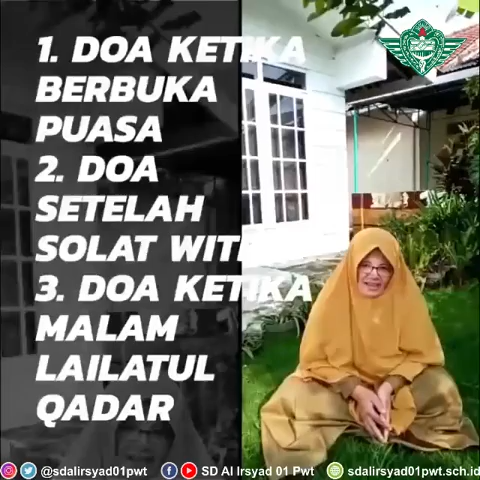 1. DOA KETIKA
BERBUKA
PUASA
2. DOA
SETELAH
SOLAT WITI
3. DOA KETIKA
MALAM
LAILATUL
QADAR
@sdalirsyad01pwt SD Al Irsyad 01 Pwt sdalirsyad01pwt.sch.id